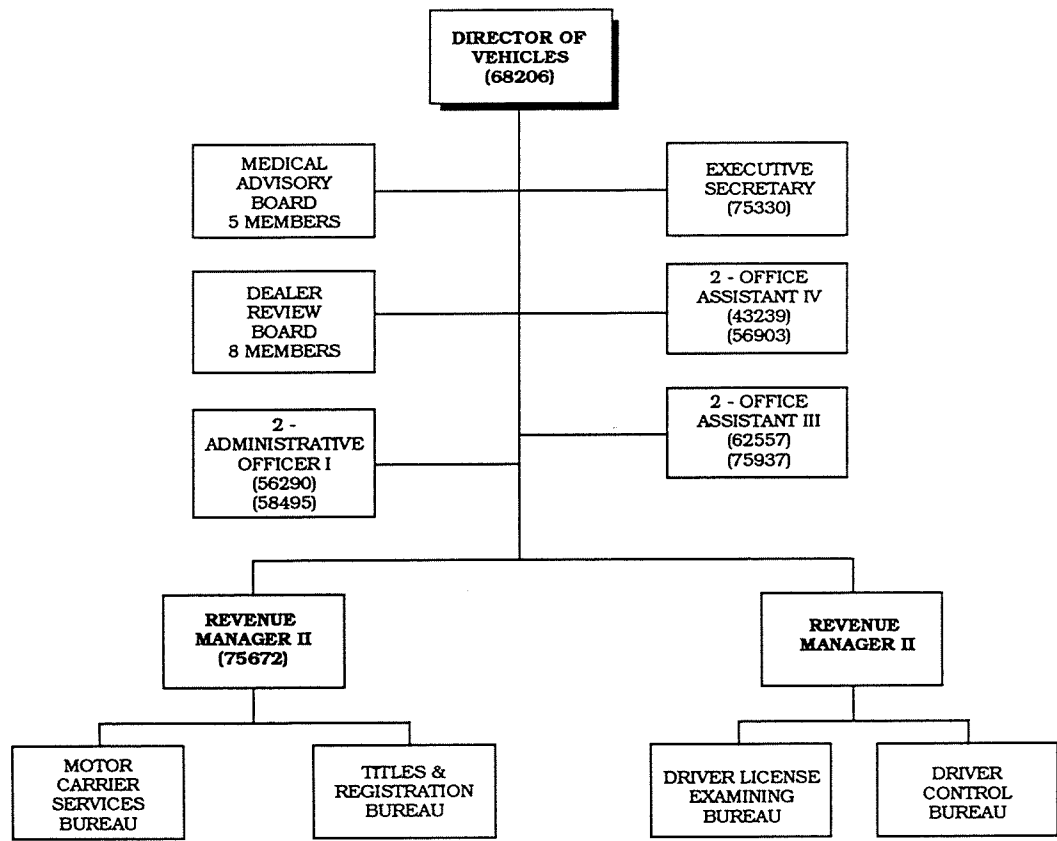 DIRECTOR OF
VEHICLES
(68206)
MEDICAL
ADVISORY
BOARD
5 MEMBERS
EXECUTIVE
SECRETARY
(75330)
DEALER
REVIEW
BOARD
8 MEMBERS
2 - OFFICE
ASSISTANT IV
(43239)
(56903)
2 -
ADMINISTRATIVE
OFFICER I
(56290)
(58495)
2 - OFFICE
ASSISTANT III
(62557)
(75937)
REVENUE
MANAGER II
(75672)
REVENUE
MANAGER II
MOTOR
CARRIER
SERVICES
BUREAU
TITLES &
REGISTRATION
BUREAU
DRIVER LICENSE
EXAMINING
BUREAU
DRIVER
CONTROL
BUREAU